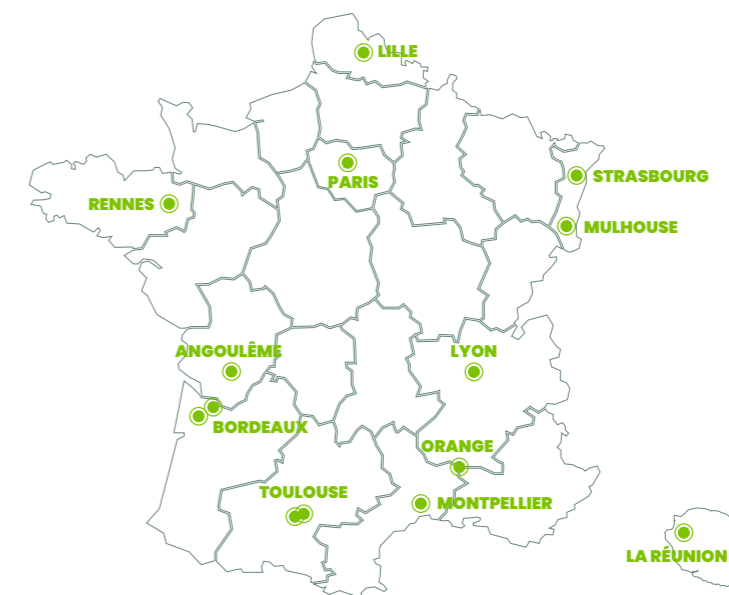 LILLE
STRASBOURG
PARIS
RENNES
MULHOUSE
ANGOULÊME
LYON
BORDEAUX
ORANGE
TOULOUSE
MONTPELLIER
LA RÉUNION